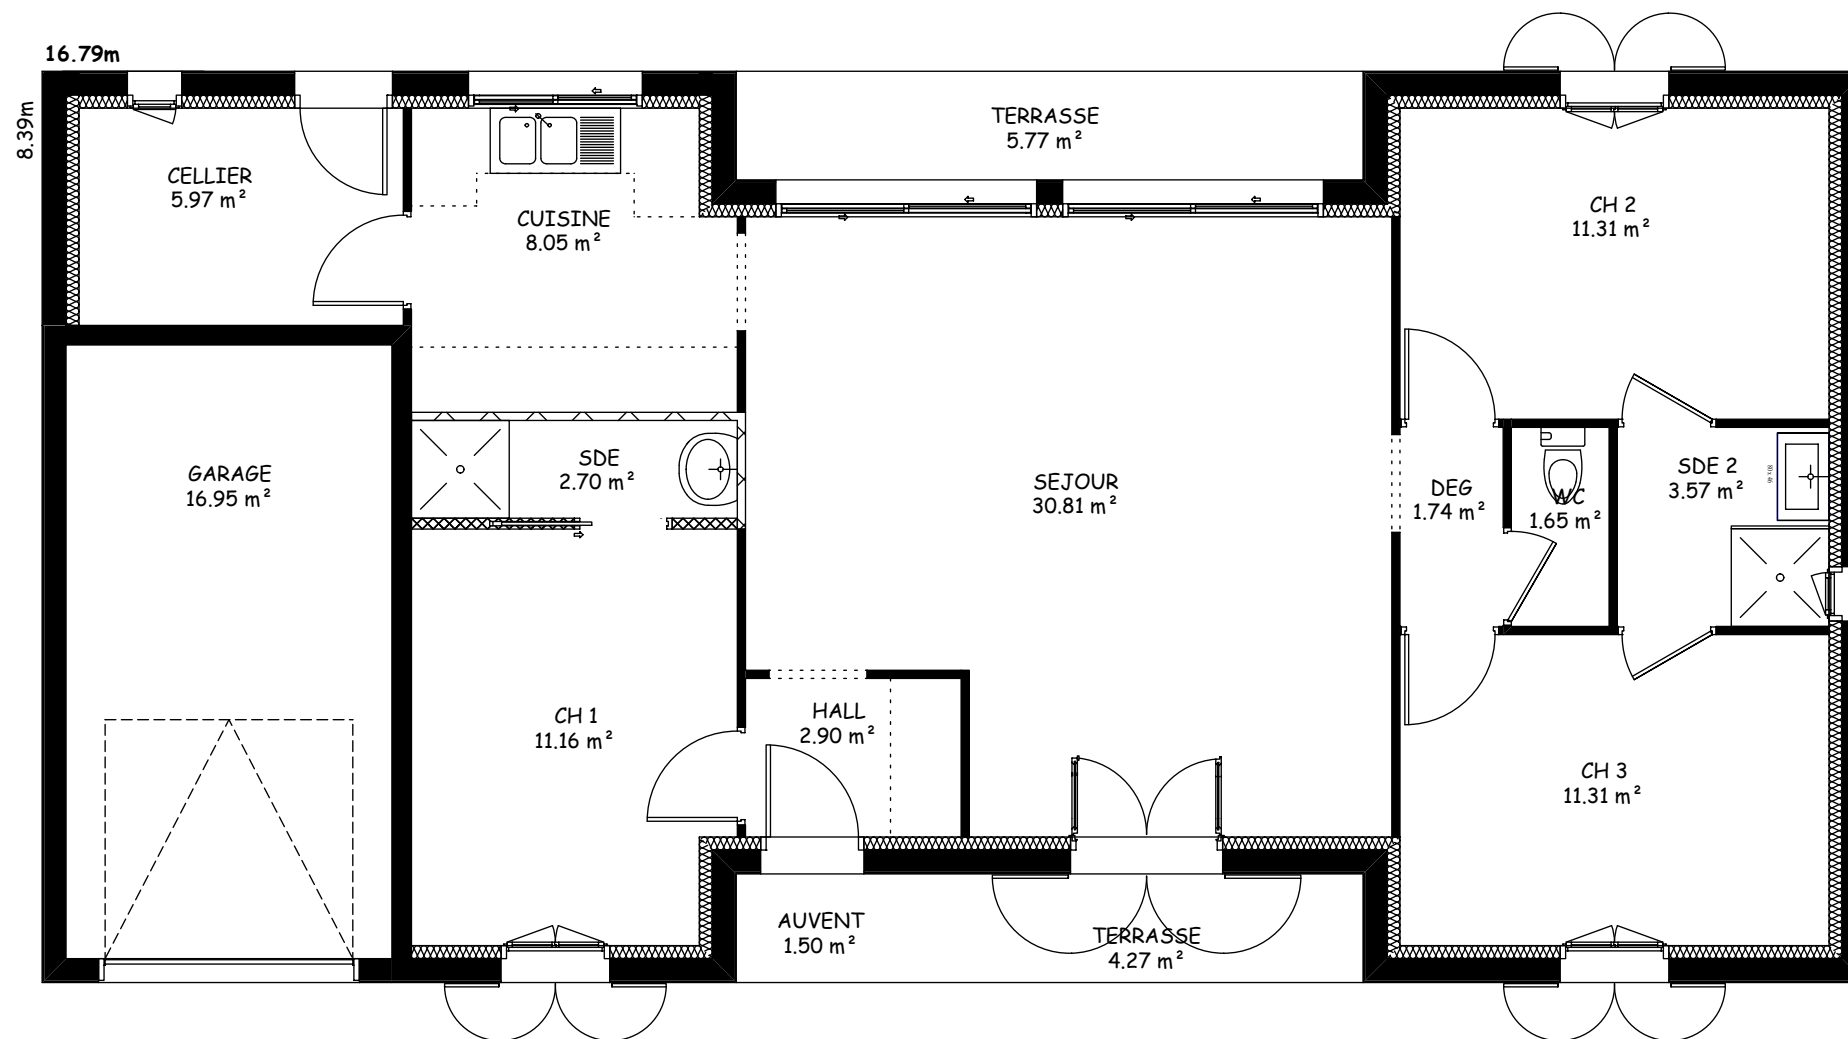 16.79m
8.39m
TERRASSE
5.77 m²
CELLIER
5.97 m²
CUISINE
8.05 m²
CH 2
11.31 m²
GARAGE
16.95 m²
SDE
2.70 m²
SEJOUR
30.81 m²
DEG
1.74 m²
WC
1.65 m²
SDE 2
3.57 m²
CH 1
11.16 m²
HALL
2.90 m²
CH 3
11.31 m²
AUVENT
1.50 m²
TERRASSE
4.27 m²